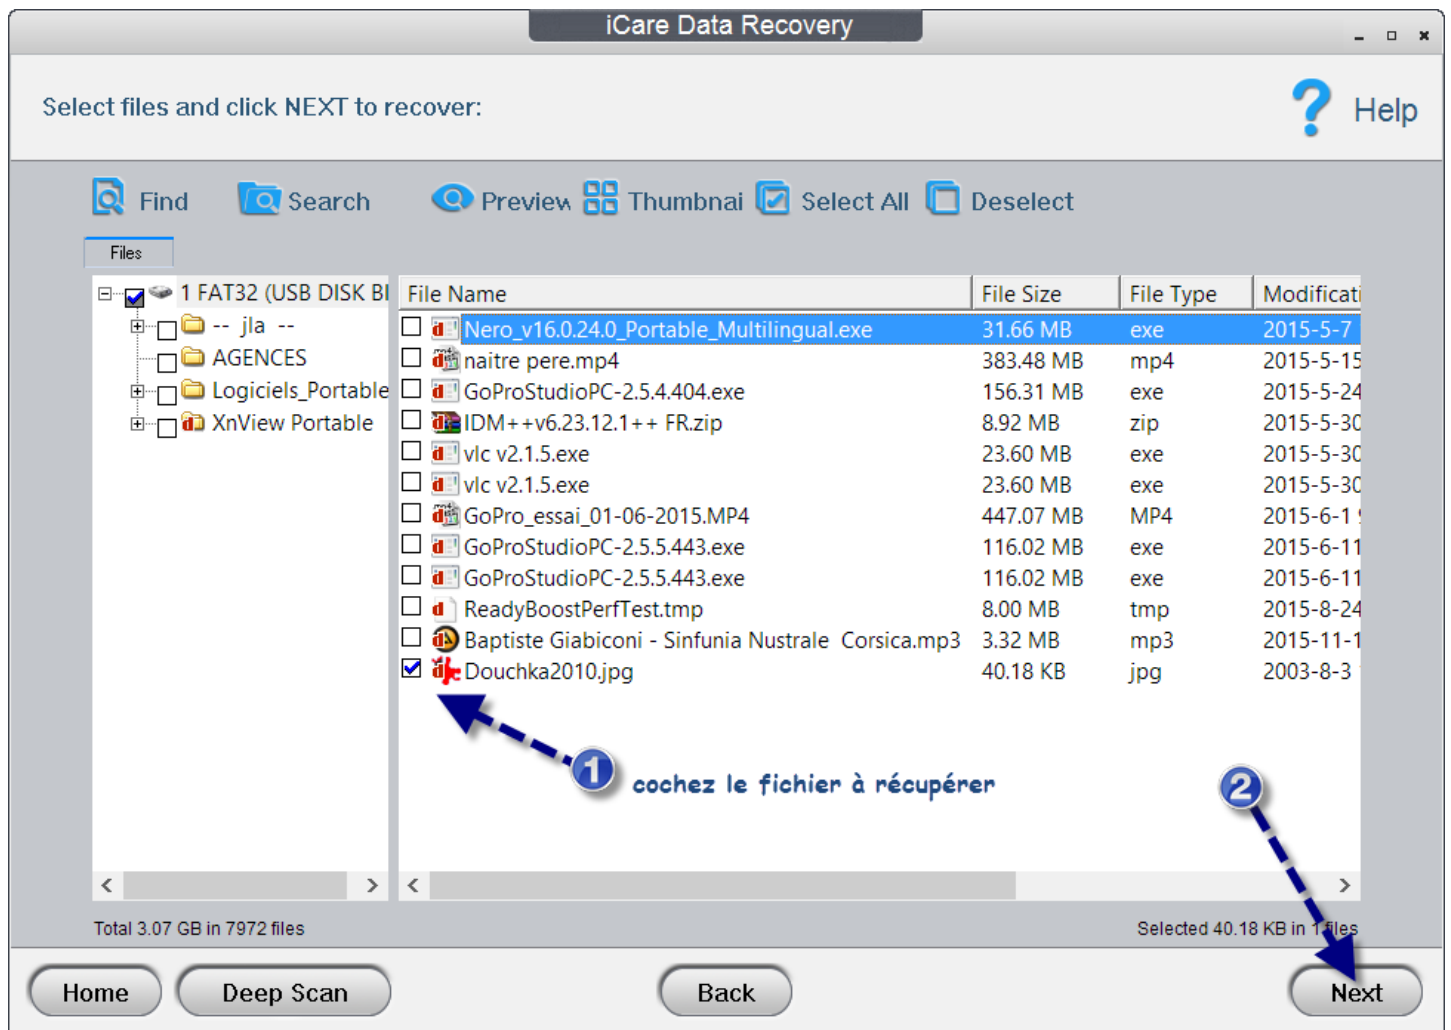 iCare Data Recovery
Select files and click NEXT to recover:
Help
Find Search Preview Thumbnai Select All Deselect
Files
1 FAT32 (USB DISK BI
-- jla --
AGENCES
Logiciels_Portable
XnView Portable
File Name File Size File Type Modificati
Nero_v16.0.24.0_Portable_Multilingual.exe 31.66 MB exe 2015-5-7
naitre pere.mp4 383.48 MB mp4 2015-5-15
GoProStudioPC-2.5.4.404.exe 156.31 MB exe 2015-5-24
IDM++v6.23.12.1++ FR.zip 8.92 MB zip 2015-5-30
vlc v2.1.5.exe 23.60 MB exe 2015-5-30
vlc v2.1.5.exe 23.60 MB exe 2015-5-30
GoPro_essai_01-06-2015.MP4 447.07 MB MP4 2015-6-1 9
GoProStudioPC-2.5.5.443.exe 116.02 MB exe 2015-6-11
GoProStudioPC-2.5.5.443.exe 116.02 MB exe 2015-6-11
ReadyBoostPerfTest.tmp 8.00 MB tmp 2015-8-24
Baptiste Giabiconi - Sinfunia Nustrale Corsica.mp3 3.32 MB mp3 2015-11-1
Douchka2010.jpg 40.18 KB jpg 2003-8-3
1 cochez le fichier à récupérer
2
Total 3.07 GB in 7972 files
Selected 40.18 KB in 1 files
Home Deep Scan Back Next